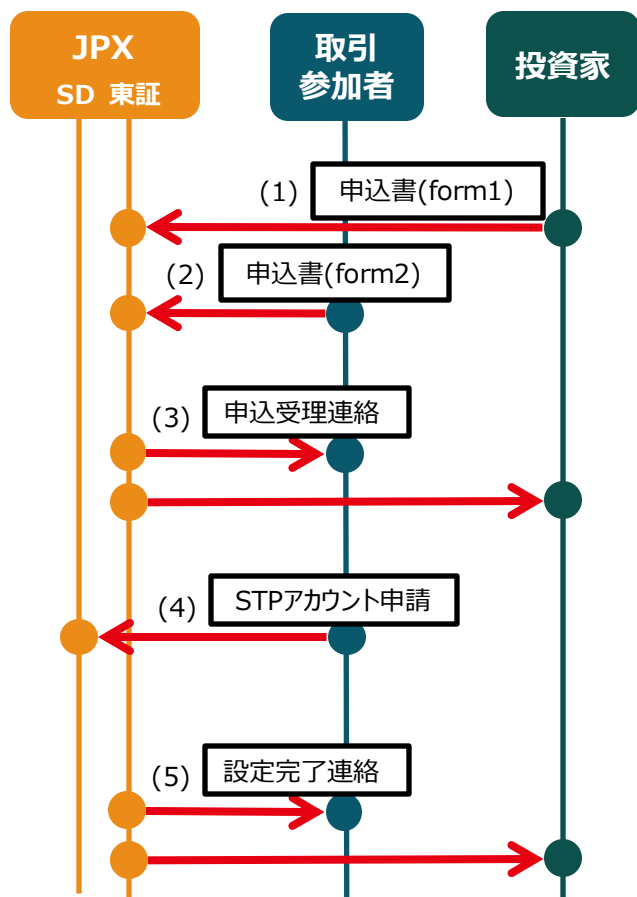 JPX
SD 東証
取引
参加者
投資家
(1)
申込書(form1)
(2)
申込書(form2)
(3)
申込受理連絡
(4)
STPアカウント申請
(5)
設定完了連絡